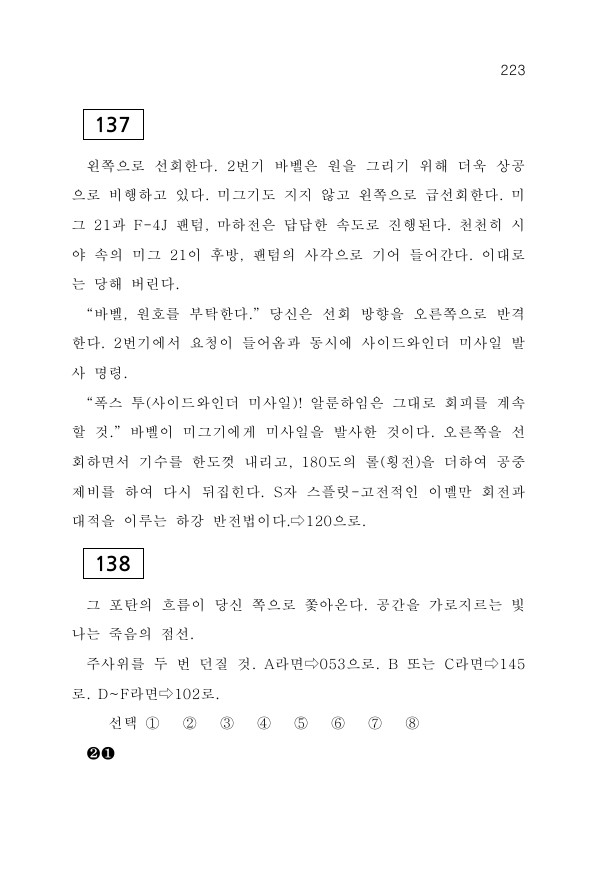 223
137
왼쪽으로 선회한다. 2번기 바벨은 원을 그리기 위해 더욱 상공
으로 비행하고 있다. 미그기도 지지 않고 왼쪽으로 급선회한다. 미
그 21과 F-4J 팬텀, 마하전은 답답한 속도로 진행된다. 천천히 시
야 속의 미그 21이 후방, 팬텀의 사각으로 기어 들어간다. 이대로
는 당해 버린다.
“바벨, 원호를 부탁한다.” 당신은 선회 방향을 오른쪽으로 반격
한다. 2번기에서 요청이 들어옴과 동시에 사이드와인더 미사일 발
사 명령.
“폭스 투(사이드와인더 미사일)! 알룬하임은 그대로 회피를 계속
할 것.” 바벨이 미그기에게 미사일을 발사한 것이다. 오른쪽을 선
회하면서 기수를 한도껏 내리고, 180도의 롤(횡전)을 더하여 공중
제비를 하여 다시 뒤집힌다. S자 스플릿-고전적인 이멜만 회전과
대적을 이루는 하강 반전법이다.⇨120으로.
138
그 포탄의 흐름이 당신 쪽으로 쫓아온다. 공간을 가로지르는 빛
나는 죽음의 점선.
주사위를 두 번 던질 것. A라면⇨053으로. B 또는 C라면⇨145
로. D~F라면⇨102로.
선택 ① ② ③ ④ ⑤ ⑥ ⑦ ⑧
❷❶